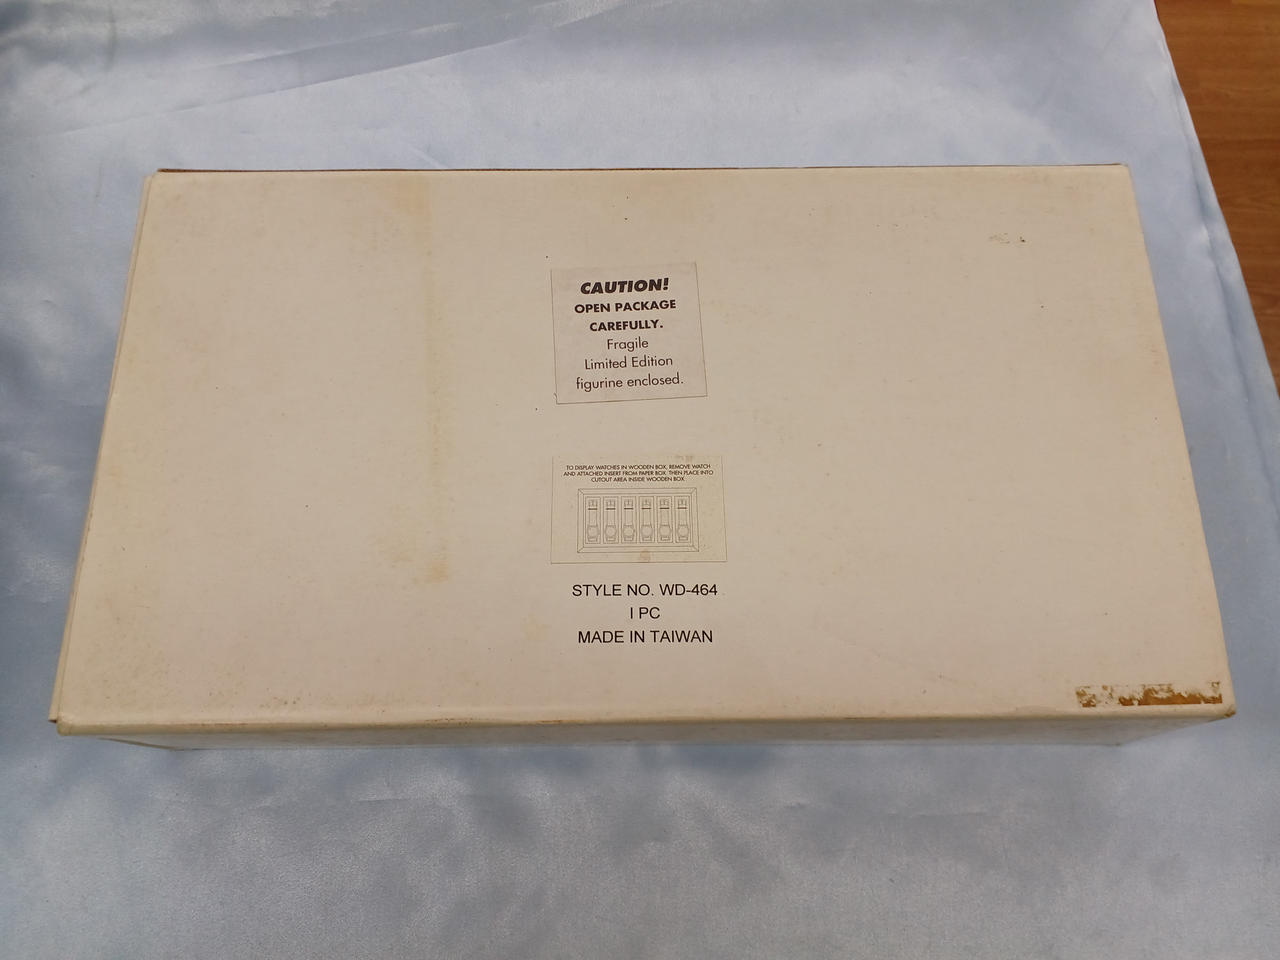 CAUTION!
OPEN PACKAGE
CAREFULLY.
Fragile
Limited Edition
figurine enclosed.
TO DISPLAY WATCHES IN WOODEN BOX, REMOVE WATCH
AND ATTACHED INSERT FROM PAPER BOX. THEN PLACE INTO
CUTOUT AREA INSIDE WOODEN BOX
STYLE NO. WD-464
I PC
MADE IN TAIWAN